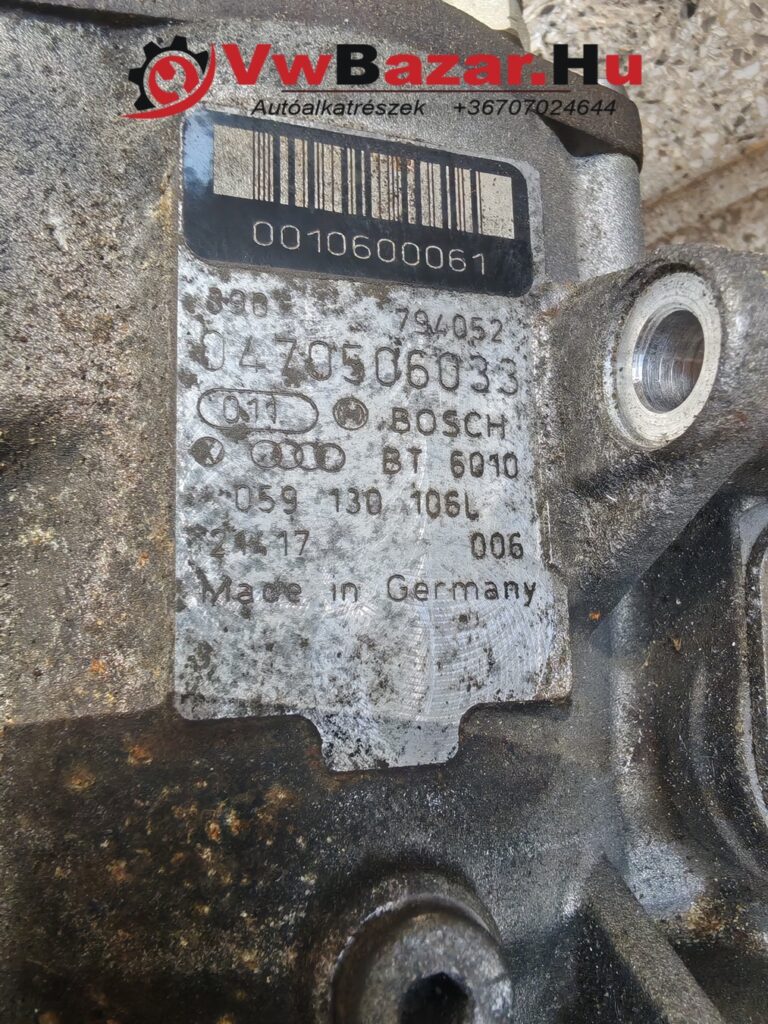 VwBazar.Hu
Autóalkatrészek +36707024644
0010600061
794052
0470506033
011 BOSCH
BT 6010
059 130 106L
006
Made in Germany